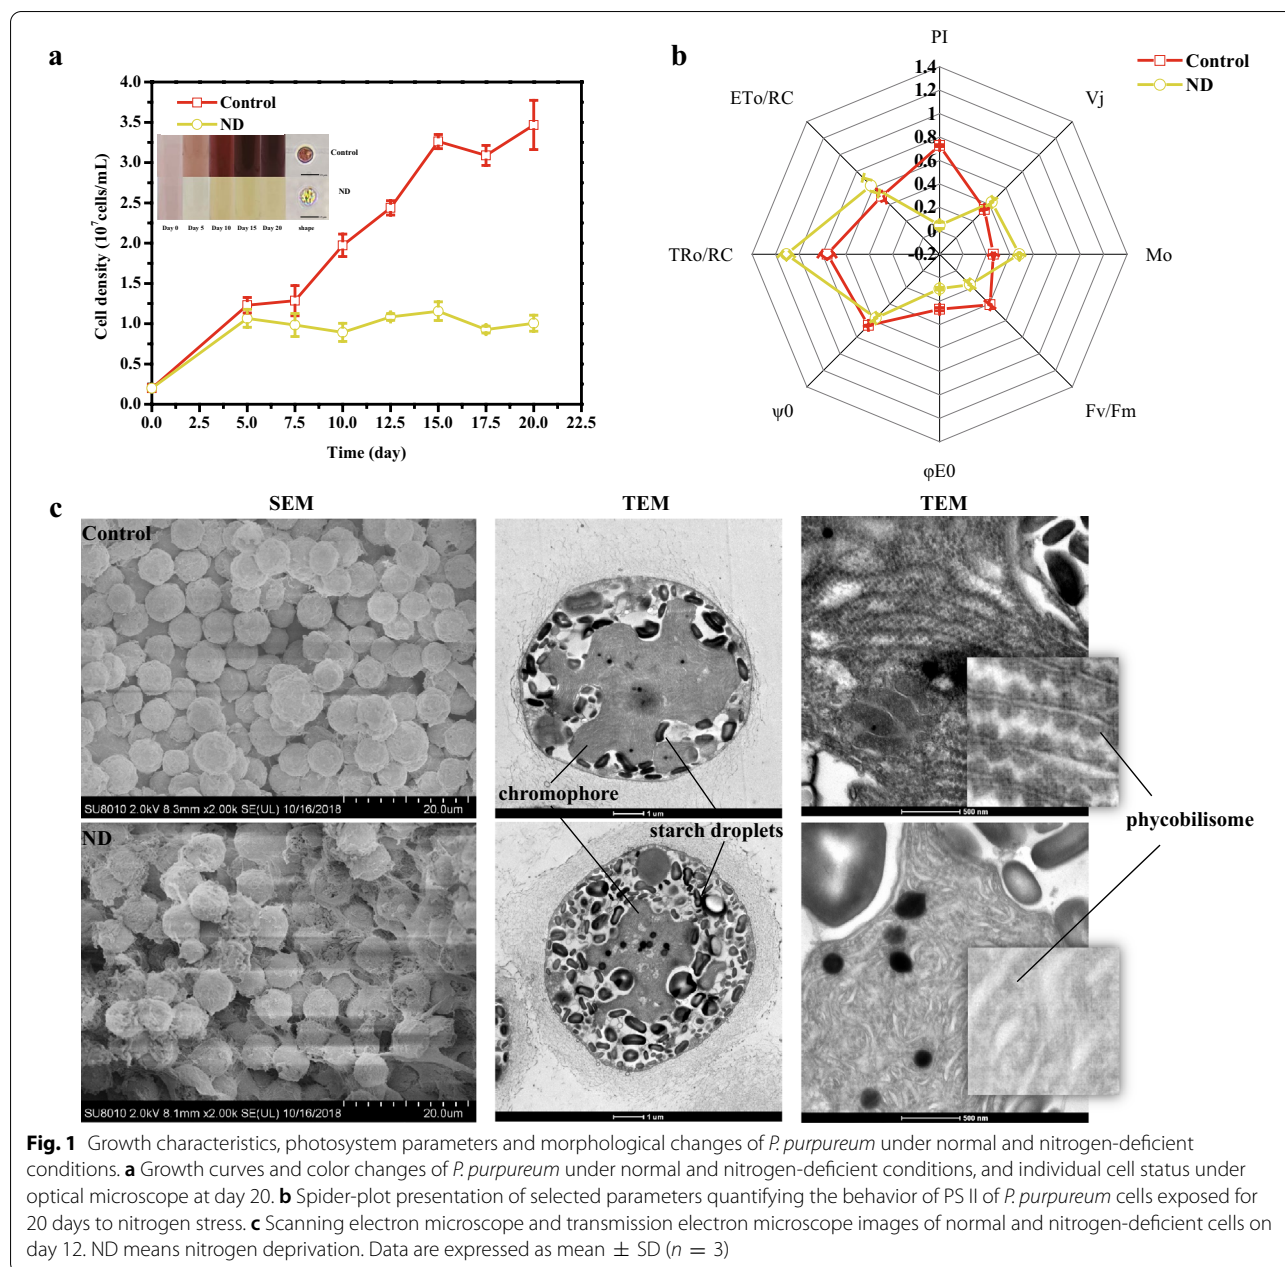 a
4.0
3.5
3.0
2.5
2.0
1.5
1.0
0.5
0.0
Cell density (10⁷cells/mL)
Control
ND
Control
ND
Day 0 Day 5 Day 10 Day 15 Day 20 shape
0.0 2.5 5.0 7.5 10.0 12.5 15.0 17.5 20.0 22.5
Time (day)
b
Control
ND
PI
Vj
Mo
Fv/Fm
φE0
ψ0
TRo/RC
ETo/RC
1.4
1.2
1
0.8
0.6
0.4
0.2
0
-0.2
c
SEM TEM TEM
Control
SU8010 2.0kV 8.3mm x2.00k SE(UL) 10/16/2018 20.0um
1 um
500 nm
chromophore
starch droplets
phycobilisome
ND
SU8010 2.0kV 8.1mm x2.00k SE(UL) 10/16/2018 20.0um
1 um
500 nm
Fig. 1 Growth characteristics, photosystem parameters and morphological changes of P. purpureum under normal and nitrogen-deficient
conditions. a Growth curves and color changes of P. purpureum under normal and nitrogen-deficient conditions, and individual cell status under
optical microscope at day 20. b Spider-plot presentation of selected parameters quantifying the behavior of PS II of P. purpureum cells exposed for
20 days to nitrogen stress. c Scanning electron microscope and transmission electron microscope images of normal and nitrogen-deficient cells on
day 12. ND means nitrogen deprivation. Data are expressed as mean ± SD (n = 3)